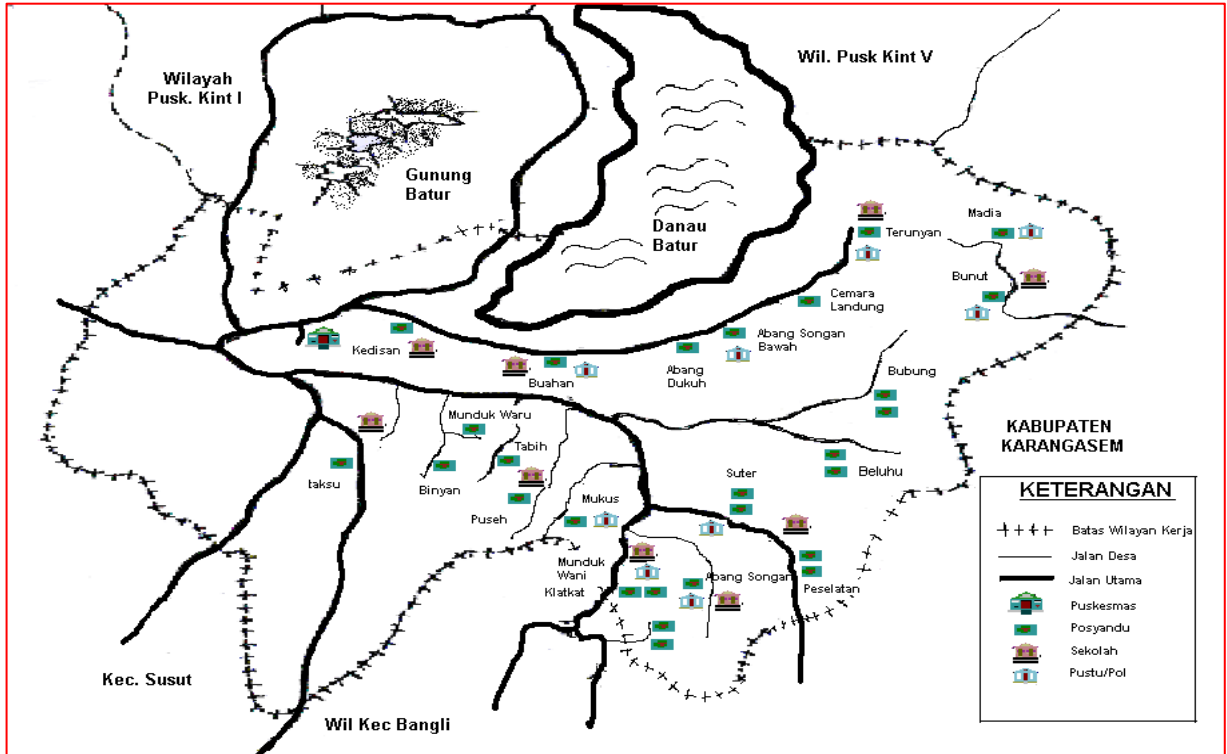 Wil. Pusk Kint V
Wilayah
Pusk. Kint I
Gunung
Batur
Danau
Batur
Terunyan
Madia
Bunut
Cemara
Landung
Abang Songan
Bawah
Kedisan
Buahan
Abang
Dukuh
Bubung
Munduk Waru
Tabih
KABUPATEN
KARANGASEM
taksu
Binyan
Puseh
Mukus
Suter
Beluhu
Munduk
Wani
Klatkat
Abang Songan
Peselatan
Kec. Susut
Wil Kec Bangli
KETERANGAN
Batas Wilayan Kerja
Jalan Desa
Jalan Utama
Puskesmas
Posyandu
Sekolah
Pustu/Pol